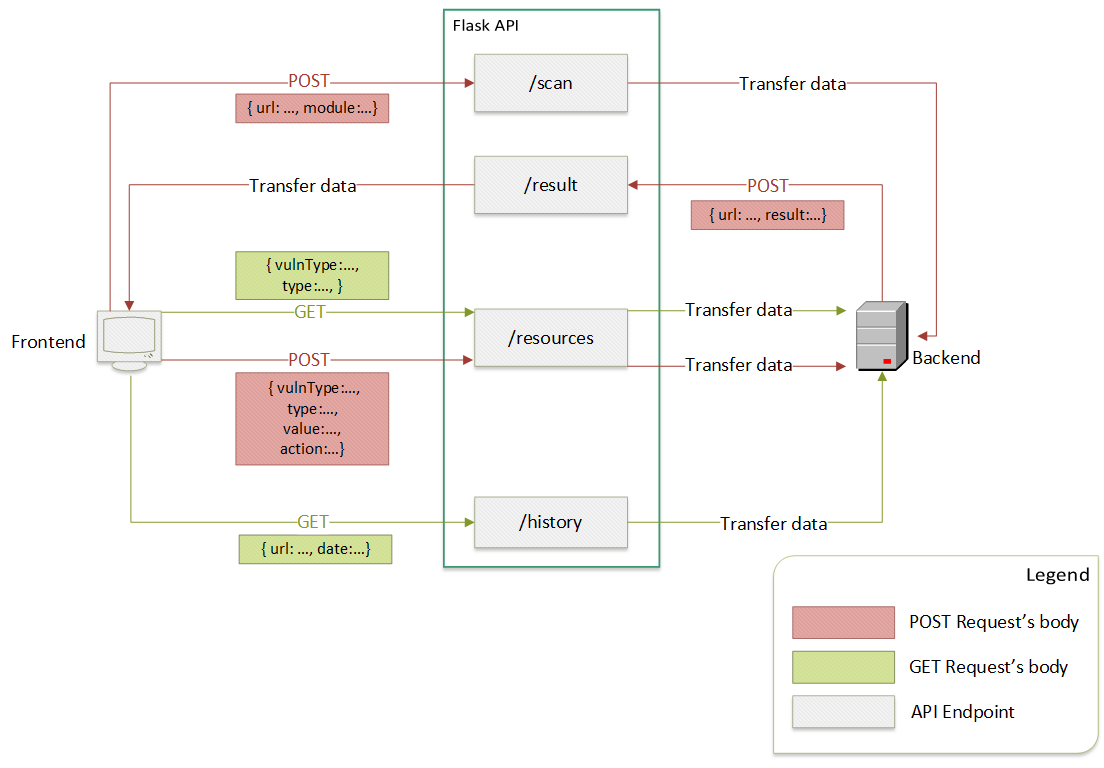 Flask API
POST
/scan
Transfer data
{ url: ..., module:...}
Transfer data
/result
POST
{ url: ..., result:...}
{ vulnType:...,
type:..., }
GET
Transfer data
/resources
Frontend
POST
Transfer data
Backend
{ vulnType:...,
type:...,
value:...,
action:...}
GET
/history
Transfer data
{ url: ..., date:...}
Legend
POST Request’s body
GET Request’s body
API Endpoint